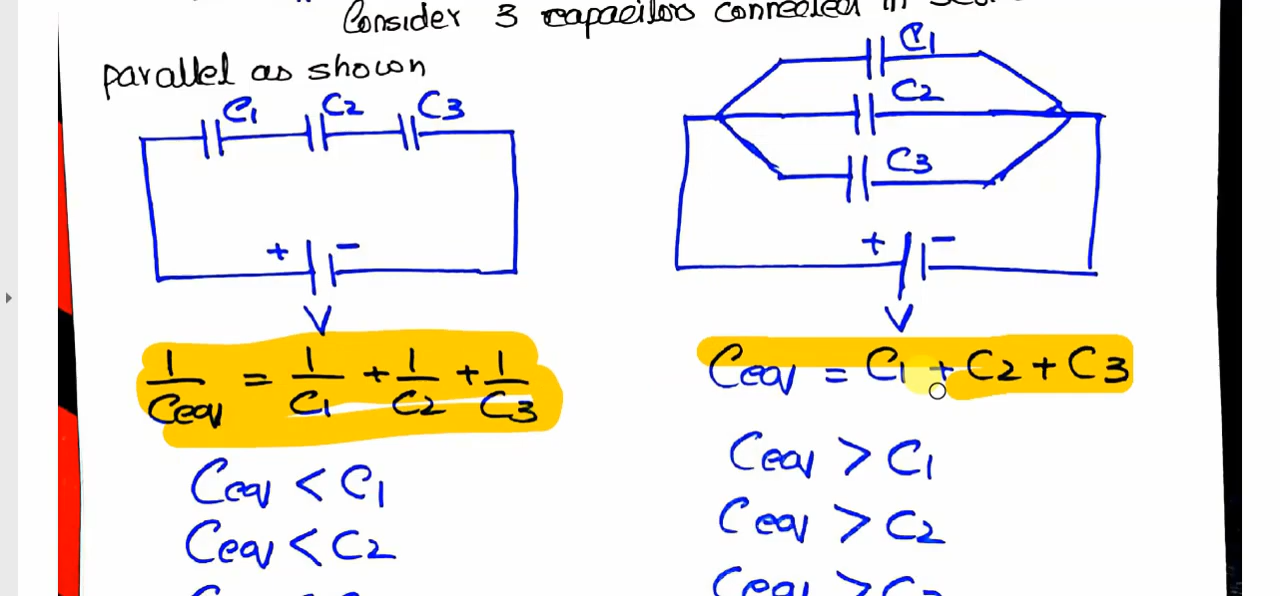 Consider 3 capacitors connected in
parallel as shown
C1 C2 C3
+ -
V
1/Ceq = 1/C1 + 1/C2 + 1/C3
Ceq < C1
Ceq < C2
C1
C2
C3
+ -
V
Ceq = C1 + C2 + C3
Ceq > C1
Ceq > C2